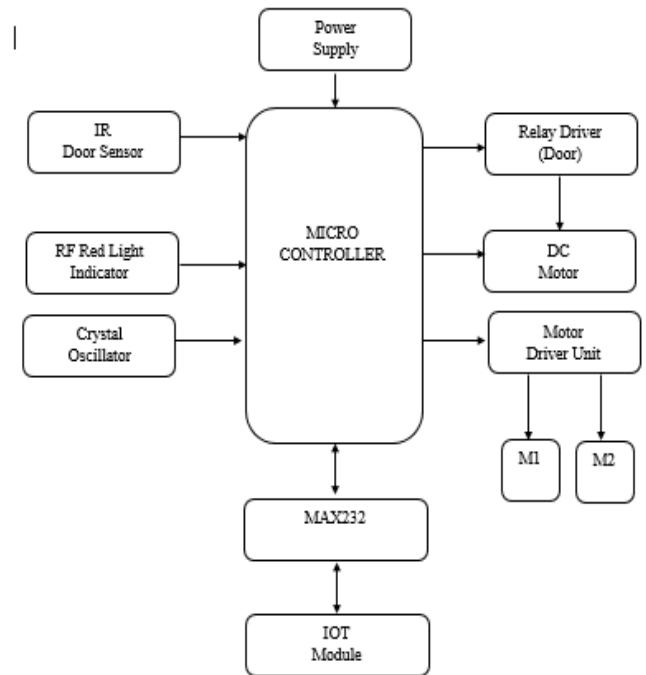 Power
Supply
IR
Door Sensor
Relay Driver
(Door)
MICRO
CONTROLLER
RF Red Light
Indicator
DC
Motor
Crystal
Oscillator
Motor
Driver Unit
M1
M2
MAX232
IOT
Module